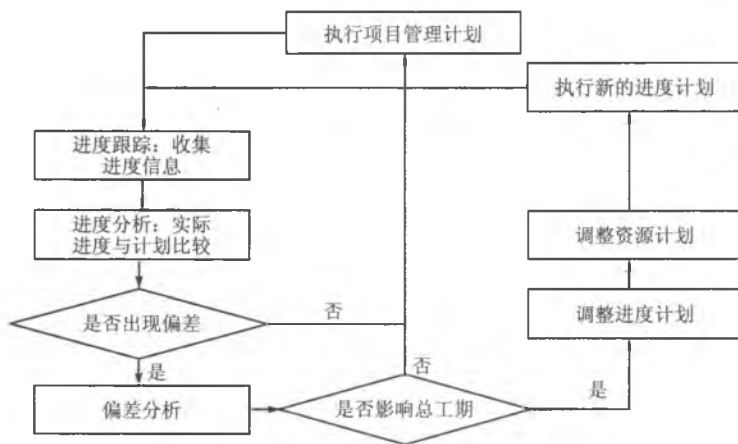 执行项目管理计划
执行新的进度计划
进度跟踪：收集
进度信息
进度分析：实际
进度与计划比较
调整资源计划
调整进度计划
是否出现偏差
否
是
否
偏差分析
是否影响总工期
是